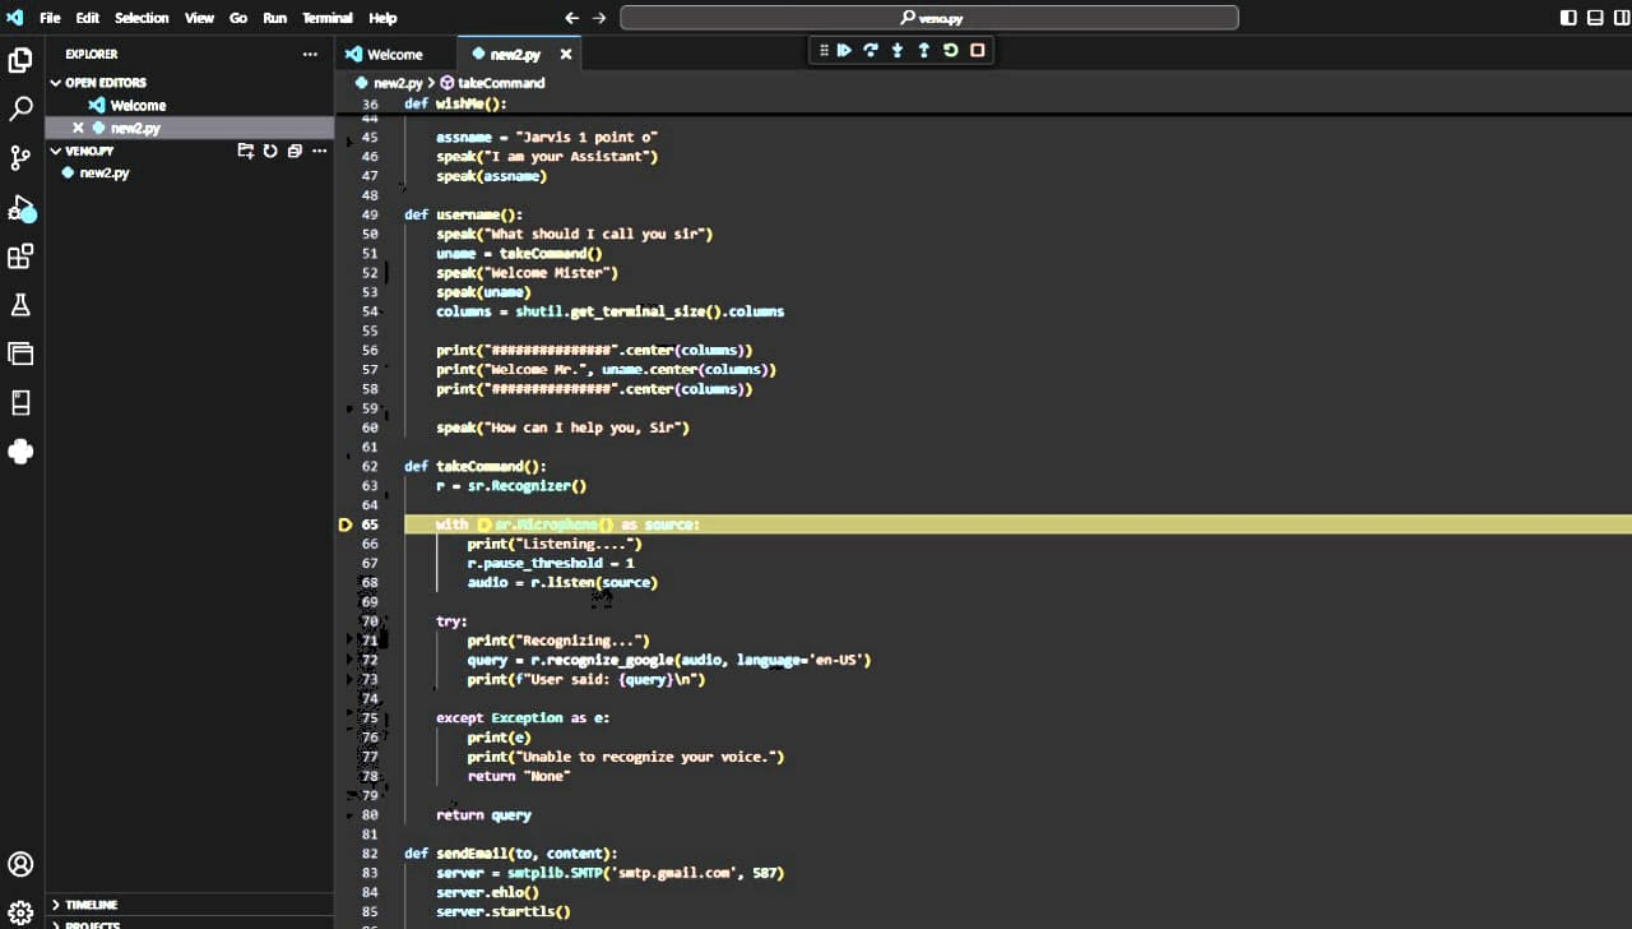 File Edit Selection View Go Run Terminal Help
veno.py
EXPLORER
OPEN EDITORS
Welcome
new2.py
VENO.PY
new2.py
TIMELINE
PROJECTS
Welcome
new2.py
new2.py > takeCommand
36 def wishMe():
44
45 assname = "Jarvis 1 point o"
46 speak("I am your Assistant")
47 speak(assname)
48
49 def username():
50 speak("What should I call you sir")
51 uname = takeCommand()
52 speak("Welcome Mister")
53 speak(uname)
54 columns = shutil.get_terminal_size().columns
55
56 print("###############".center(columns))
57 print("Welcome Mr.", uname.center(columns))
58 print("###############".center(columns))
59
60 speak("How can I help you, Sir")
61
62 def takeCommand():
63 r = sr.Recognizer()
64
65 with sr.Microphone() as source:
66 print("Listening....")
67 r.pause_threshold = 1
68 audio = r.listen(source)
69
70 try:
71 print("Recognizing...")
72 query = r.recognize_google(audio, language='en-US')
73 print(f"User said: {query}\n")
74
75 except Exception as e:
76 print(e)
77 print("Unable to recognize your voice.")
78 return "None"
79
80 return query
81
82 def sendEmail(to, content):
83 server = smtplib.SMTP('smtp.gmail.com', 587)
84 server.ehlo()
85 server.starttls()